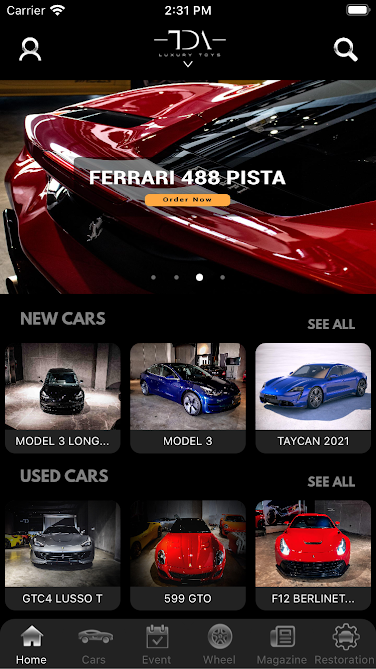 Carrier 2:31 PM
TDA
LUXURY TOYS
FERRARI 488 PISTA
Order Now
NEW CARS SEE ALL
MODEL 3 LONG... MODEL 3 TAYCAN 2021
USED CARS SEE ALL
GTC4 LUSSO T 599 GTO F12 BERLINET...
Home Cars Event Wheel Magazine Restoration